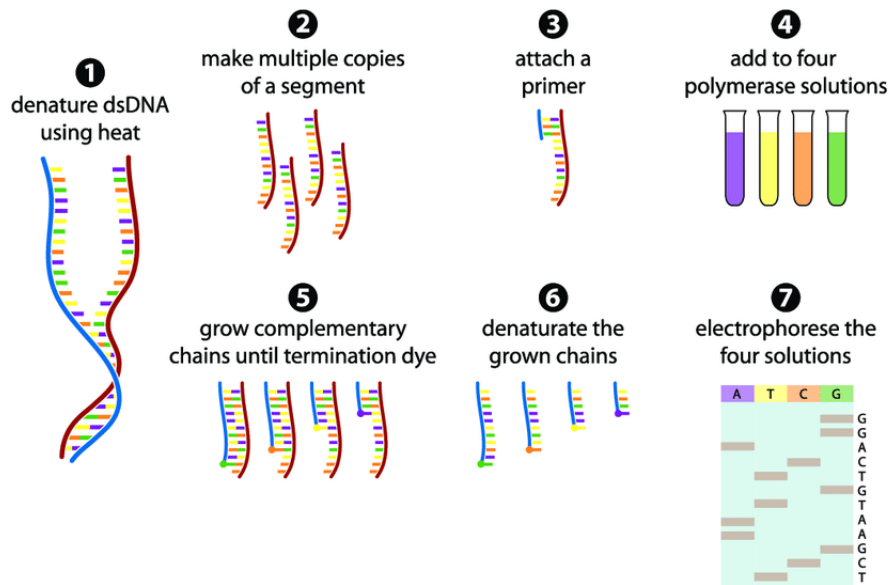 1
denature dsDNA
using heat
2
make multiple copies
of a segment
3
attach a
primer
4
add to four
polymerase solutions
5
grow complementary
chains until termination dye
6
denaturate the
grown chains
7
electrophorese the
four solutions
A T C G
G
G
A
C
T
G
T
A
A
G
C
T